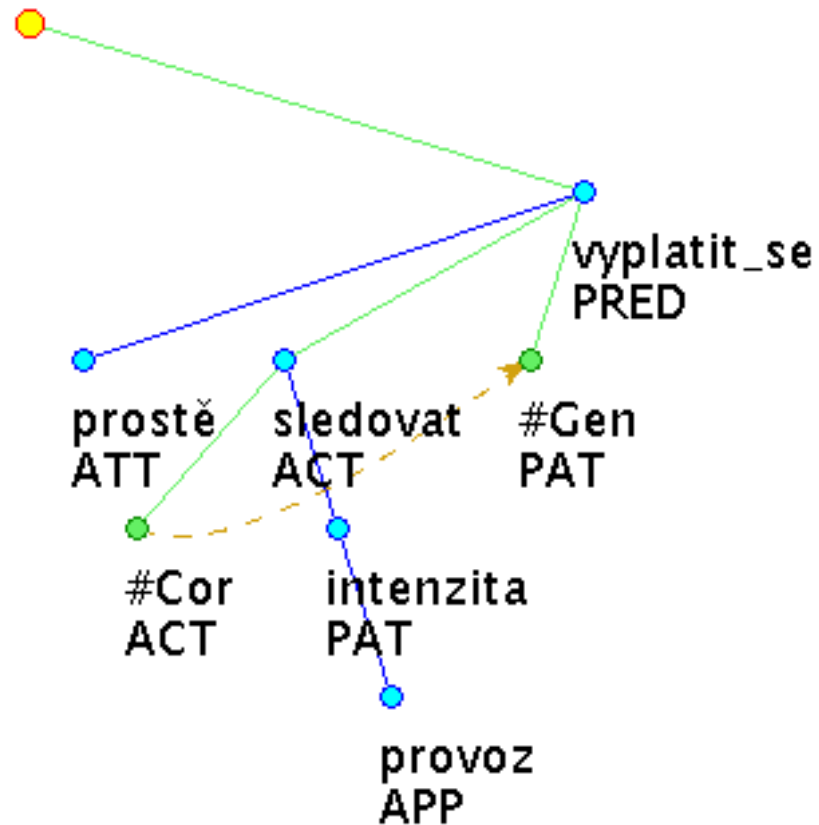 vyplatit_se
PRED
prostě
ATT
sledovat
ACT
#Gen
PAT
#Cor
ACT
intenzita
PAT
provoz
APP